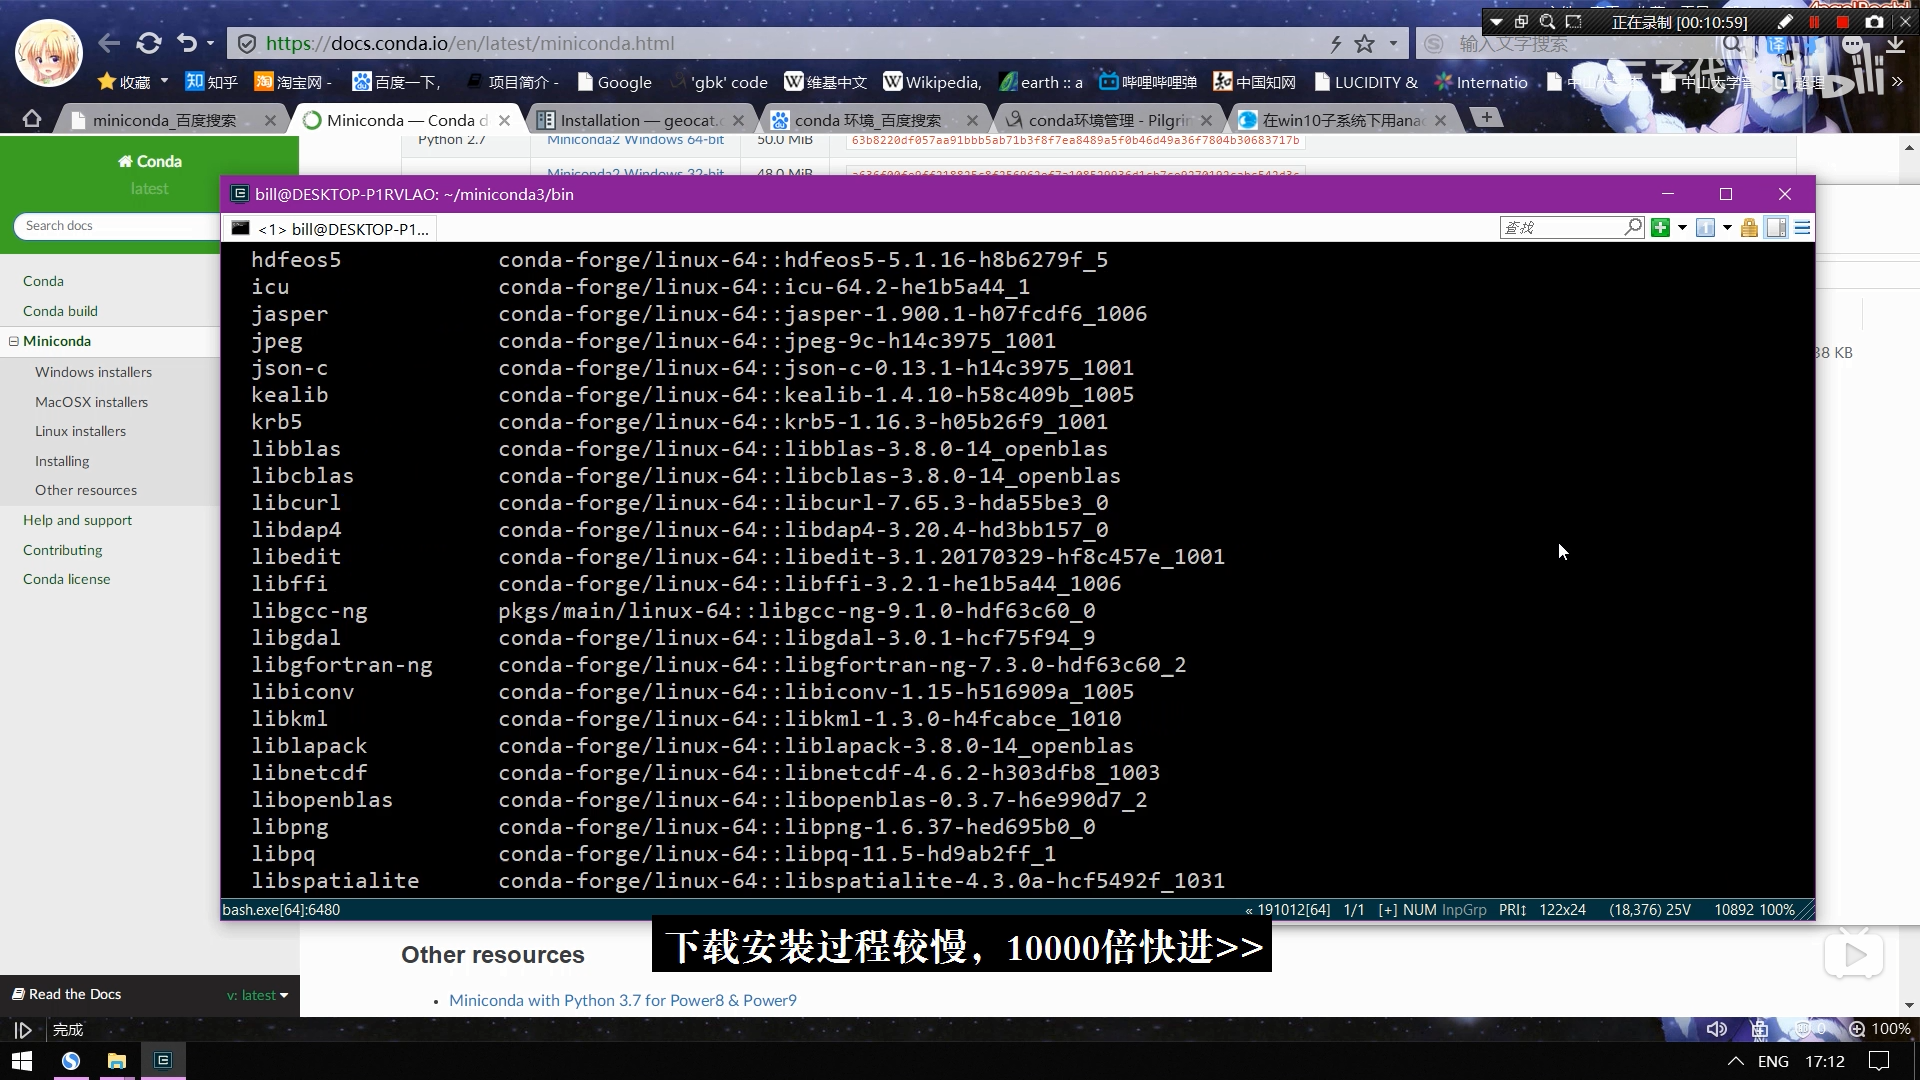 正在录制 [00:10:59]
https://docs.conda.io/en/latest/miniconda.html
输入文字搜索
收藏 知乎 淘宝网 - 百度一下, 项目简介 - Google 'gbk' code 维基中文 Wikipedia, earth :: a 哔哩哔哩弹 中国知网 LUCIDITY & Internatio
miniconda_百度搜索 Miniconda — Conda d Installation — geocat. conda 环境_百度搜索 conda环境管理 - Pilgrin 在win10子系统下用anac
Conda
latest
Search docs
Conda
Conda build
Miniconda
Windows installers
MacOSX installers
Linux installers
Installing
Other resources
Help and support
Contributing
Conda license
Read the Docs v: latest
Python 2.7 Miniconda2 Windows 64-bit 50.0 MiB 63b8220df057aa91bbb5ab71b3f8f7ea8489a5f0b46d49a36f7804b30683717b
Miniconda2 Windows 32-bit 48.0 MiB
bill@DESKTOP-P1RVLAO: ~/miniconda3/bin
<1> bill@DESKTOP-P1... 查找
hdfeos5 conda-forge/linux-64::hdfeos5-5.1.16-h8b6279f_5
icu conda-forge/linux-64::icu-64.2-he1b5a44_1
jasper conda-forge/linux-64::jasper-1.900.1-h07fcdf6_1006
jpeg conda-forge/linux-64::jpeg-9c-h14c3975_1001
json-c conda-forge/linux-64::json-c-0.13.1-h14c3975_1001
kealib conda-forge/linux-64::kealib-1.4.10-h58c409b_1005
krb5 conda-forge/linux-64::krb5-1.16.3-h05b26f9_1001
libblas conda-forge/linux-64::libblas-3.8.0-14_openblas
libcblas conda-forge/linux-64::libcblas-3.8.0-14_openblas
libcurl conda-forge/linux-64::libcurl-7.65.3-hda55be3_0
libdap4 conda-forge/linux-64::libdap4-3.20.4-hd3bb157_0
libedit conda-forge/linux-64::libedit-3.1.20170329-hf8c457e_1001
libffi conda-forge/linux-64::libffi-3.2.1-he1b5a44_1006
libgcc-ng pkgs/main/linux-64::libgcc-ng-9.1.0-hdf63c60_0
libgdal conda-forge/linux-64::libgdal-3.0.1-hcf75f94_9
libgfortran-ng conda-forge/linux-64::libgfortran-ng-7.3.0-hdf63c60_2
libiconv conda-forge/linux-64::libiconv-1.15-h516909a_1005
libkml conda-forge/linux-64::libkml-1.3.0-h4fcabce_1010
liblapack conda-forge/linux-64::liblapack-3.8.0-14_openblas
libnetcdf conda-forge/linux-64::libnetcdf-4.6.2-h303dfb8_1003
libopenblas conda-forge/linux-64::libopenblas-0.3.7-h6e990d7_2
libpng conda-forge/linux-64::libpng-1.6.37-hed695b0_0
libpq conda-forge/linux-64::libpq-11.5-hd9ab2ff_1
libspatialite conda-forge/linux-64::libspatialite-4.3.0a-hcf5492f_1031
bash.exe[64]:6480 « 191012[64] 1/1 [+] NUM InpGrp PRI↕ 122x24 (18,376) 25V 10892 100%
38 KB
下载安装过程较慢，10000倍快进>>
Other resources
Miniconda with Python 3.7 for Power8 & Power9
完成 0 100%
ENG 17:12